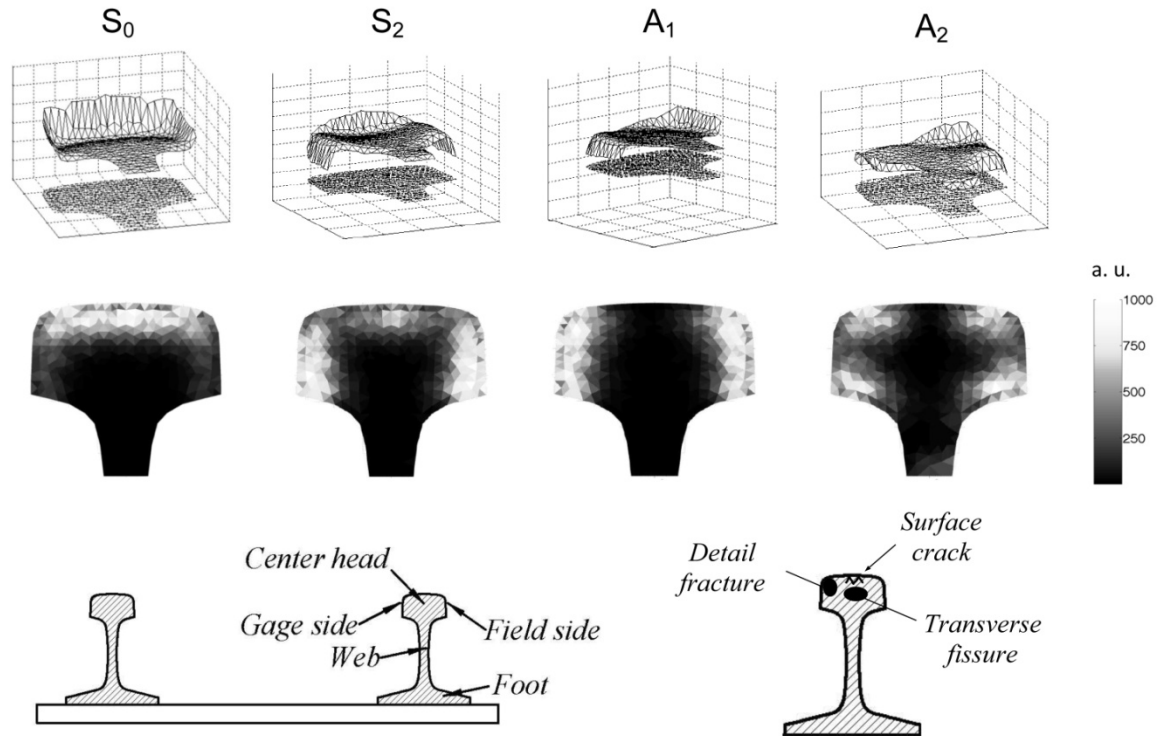 S0 S2 A1 A2
a. u.
1000
750
500
250
Center head
Gage side
Field side
Web
Foot
Surface
crack
Detail
fracture
Transverse
fissure